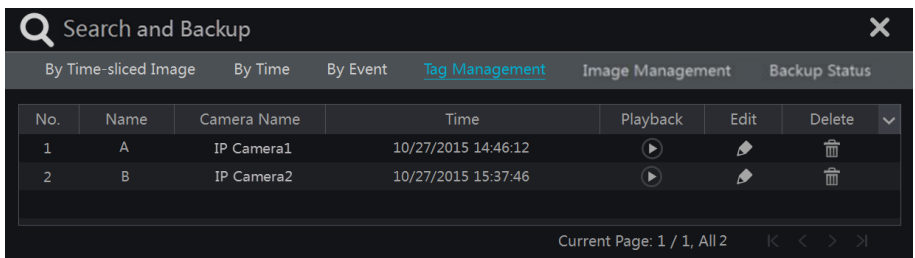 Search and Backup
By Time-sliced Image By Time By Event Tag Management Image Management Backup Status
No. Name Camera Name Time Playback Edit Delete
1 A IP Camera1 10/27/2015 14:46:12
2 B IP Camera2 10/27/2015 15:37:46
Current Page: 1 / 1, All 2